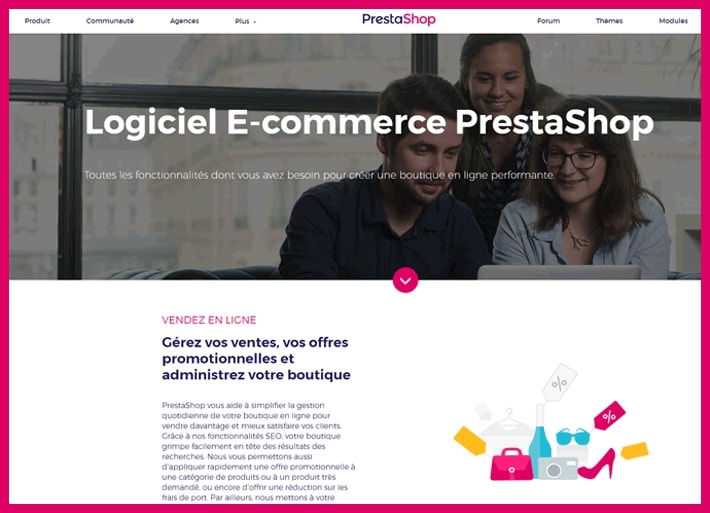 Produit Communauté Agences Plus PrestaShop Forum Thèmes Modules
Logiciel E-commerce PrestaShop
Toutes les fonctionnalités dont vous avez besoin pour créer une boutique en ligne performante
VENDEZ EN LIGNE
Gérez vos ventes, vos offres
promotionnelles et
administrez votre boutique
PrestaShop vous aide à simplifier la gestion
quotidienne de votre boutique en ligne pour
vendre davantage et mieux satisfaire vos clients.
Grâce à nos fonctionnalités SEO, votre boutique
grimpe facilement en tête des résultats des
recherches. Nous vous permettons aussi
d'appliquer rapidement une offre promotionnelle à
une catégorie de produits ou à un produit très
demandé, ou encore d'offrir une réduction sur les
frais de port. Par ailleurs, nous mettons à votre
%
%